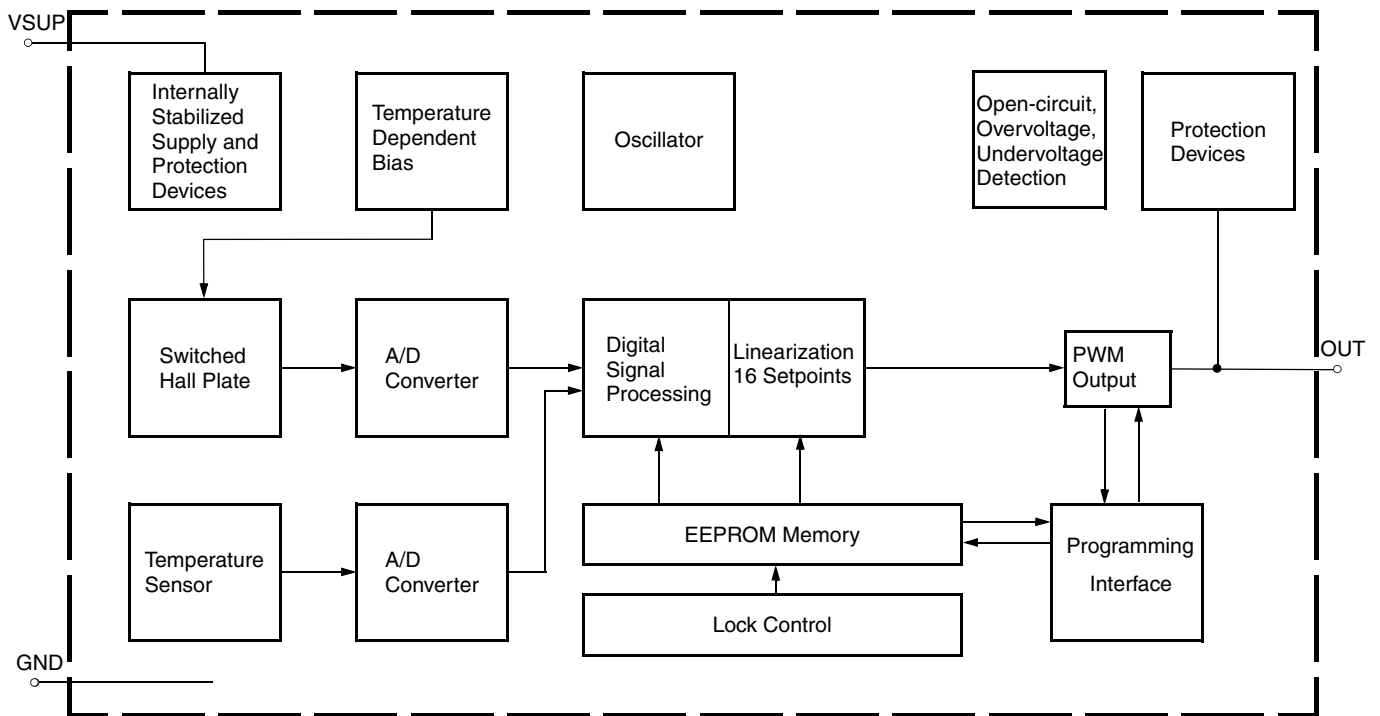 VSUP
Internally
Stabilized
Supply and
Protection
Devices
Temperature
Dependent
Bias
Oscillator
Open-circuit,
Overvoltage,
Undervoltage
Detection
Protection
Devices
Switched
Hall Plate
A/D
Converter
Digital
Signal
Processing
Linearization
16 Setpoints
PWM
Output
OUT
Temperature
Sensor
A/D
Converter
EEPROM Memory
Lock Control
Programming
Interface
GND